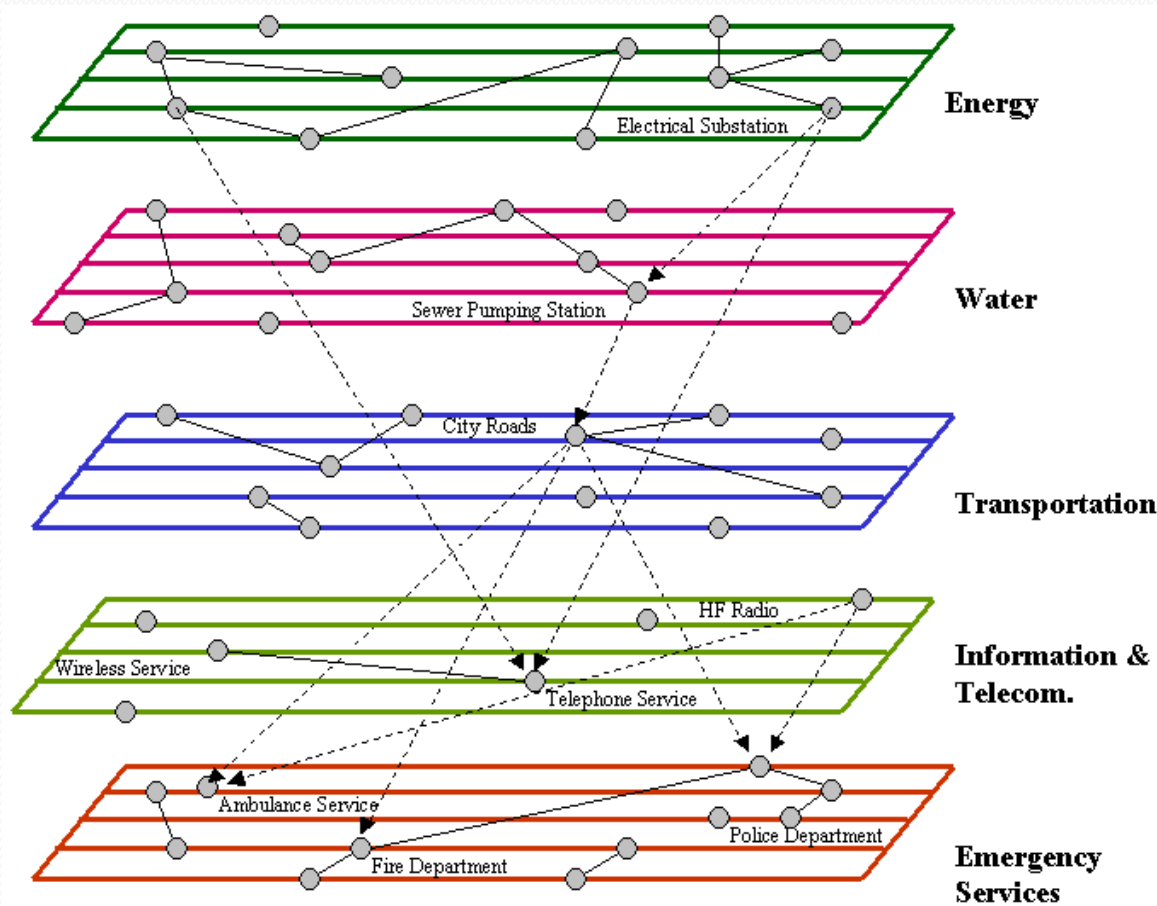 Energy
Electrical Substation
Water
Sewer Pumping Station
City Roads
Transportation
HF Radio
Wireless Service
Information &
Telecom.
Telephone Service
Ambulance Service
Police Department
Fire Department
Emergency
Services